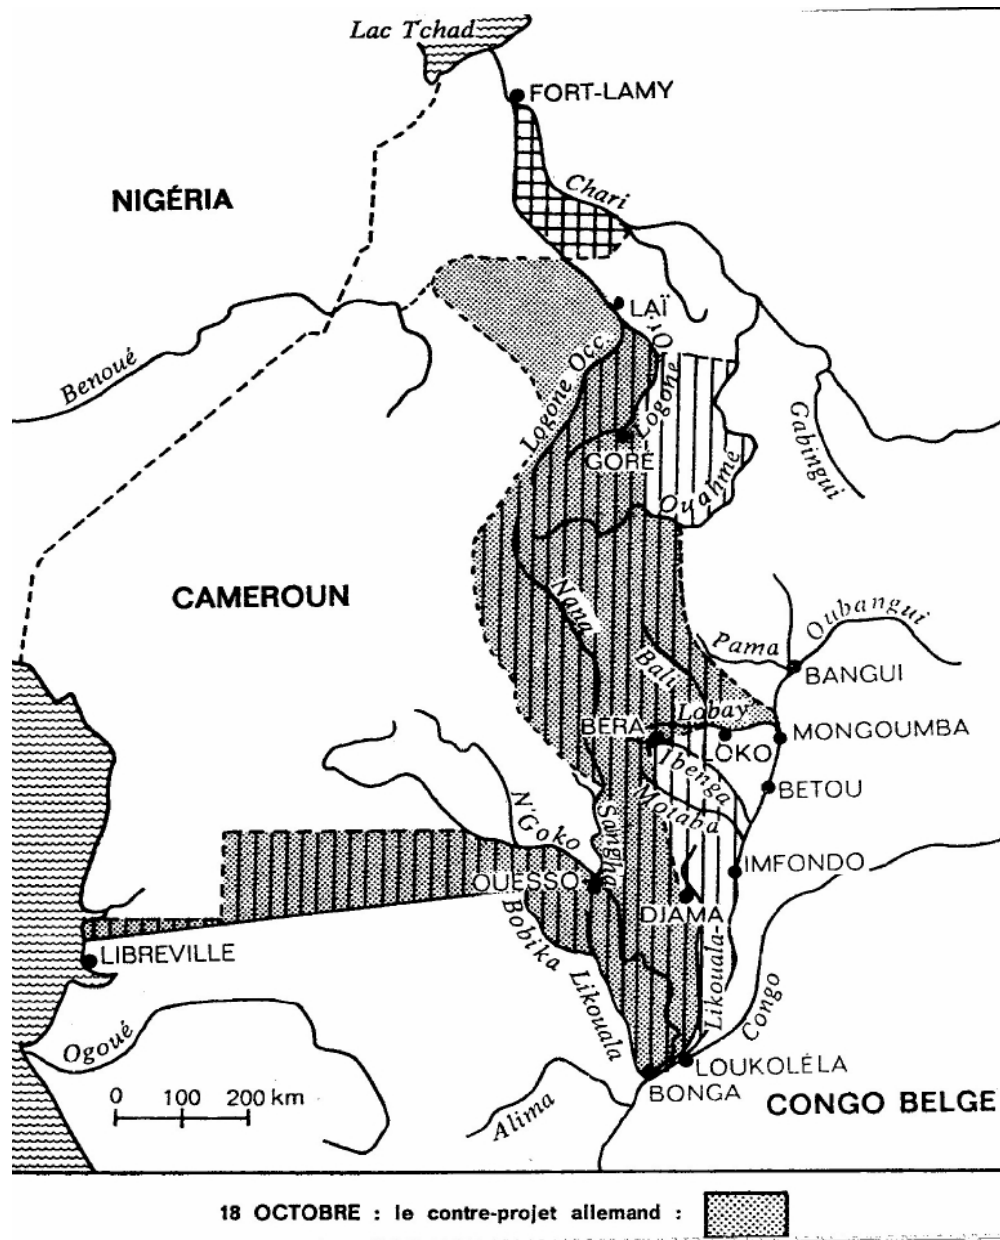 Lac Tchad
FORT-LAMY
NIGÉRIA
Chari
LAÏ
Or.
Benoué
Logone Occ.
Logone
Gabingui
GORÉ
Ouahme
CAMEROUN
Nana
Oubangui
Pama
BANGUI
Bali
Lobay
BERA
MONGOUMBA
LOKO
Ibenga
BETOU
Motaba
N'Goko
Sangha
IMFONDO
OUESSO
DJAMA
Bobika
LIBREVILLE
Likouala
Likouala-
Congo
Ogoué
LOUKOLÉLA
0 100 200 km
BONGA
CONGO BELGE
Alima
18 OCTOBRE : le contre-projet allemand :